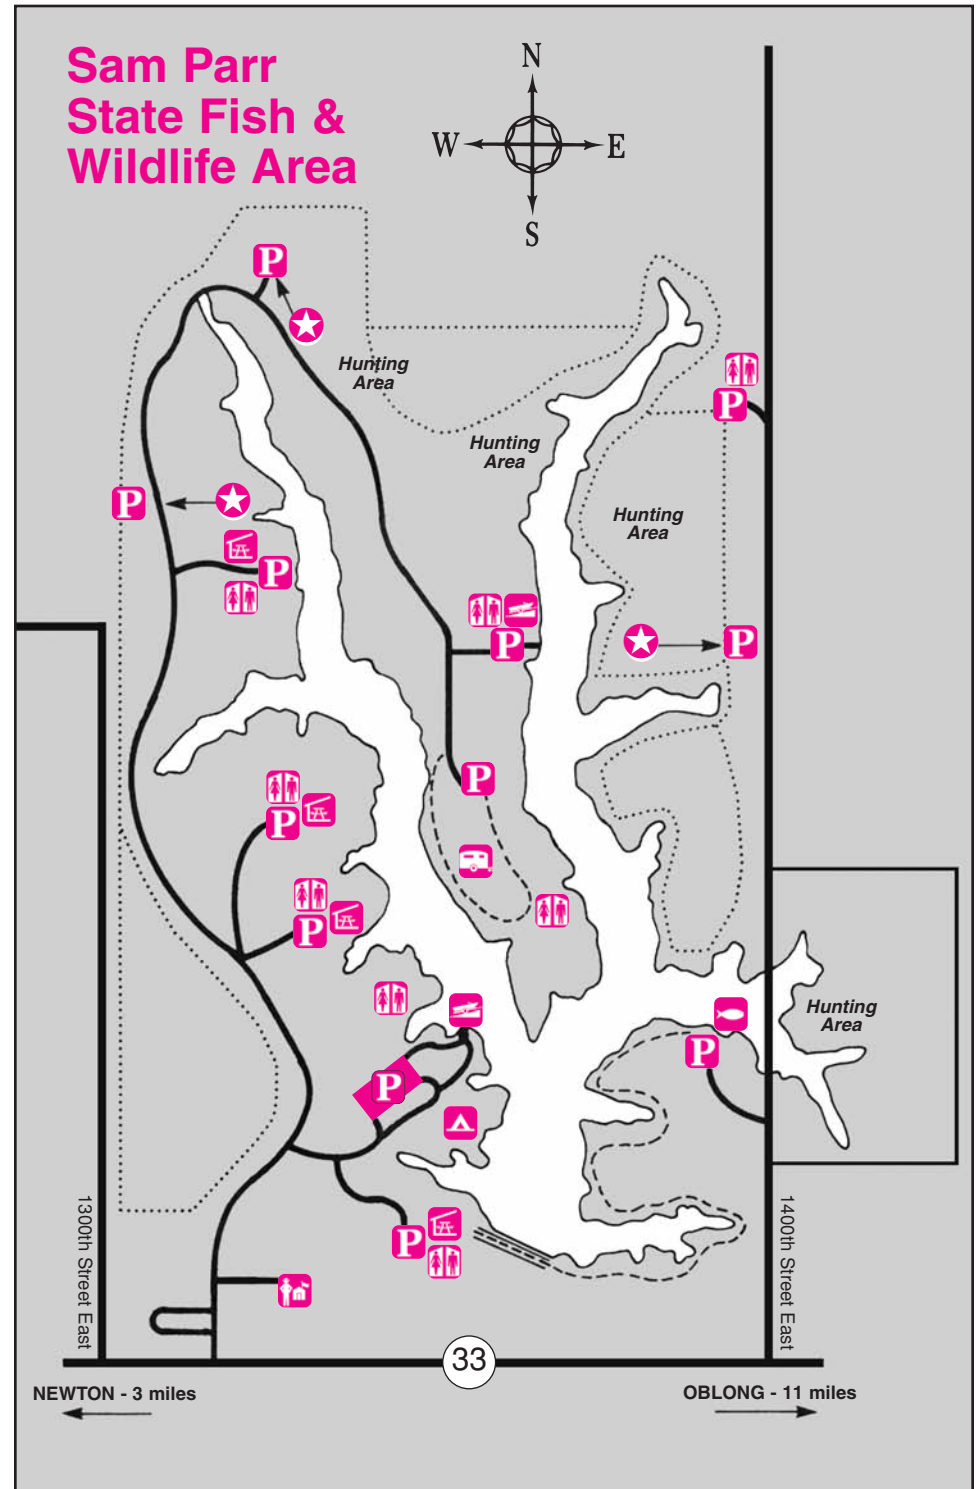 Sam Parr
State Fish &
Wildlife Area
N
W
E
S
P
Hunting
Area
P
Hunting
Area
P
Hunting
Area
P
P
P
P
P
P
Hunting
Area
P
P
P
1300th Street East
1400th Street East
33
NEWTON - 3 miles
OBLONG - 11 miles